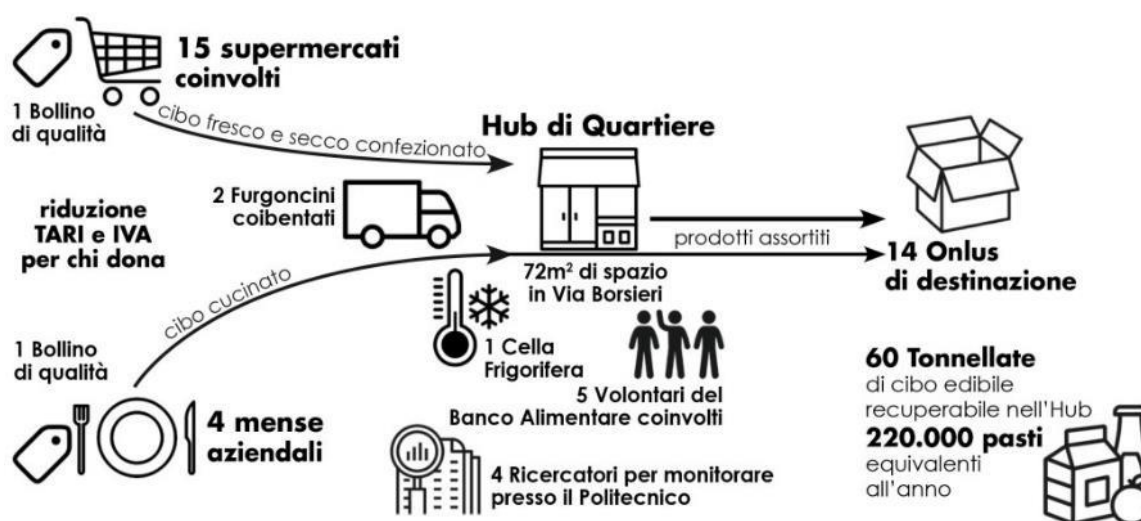 15 supermercati
coinvolti
1 Bollino
di qualità
cibo fresco e secco confezionato
Hub di Quartiere
2 Furgoncini
coibentati
riduzione
TARI e IVA
per chi dona
prodotti assortiti
14 Onlus
di destinazione
72m² di spazio
in Via Borsieri
cibo cucinato
1 Cella
Frigorifera
1 Bollino
di qualità
5 Volontari del
Banco Alimentare coinvolti
4 mense
aziendali
4 Ricercatori per monitorare
presso il Politecnico
60 Tonnellate
di cibo edibile
recuperabile nell'Hub
220.000 pasti
equivalenti
all'anno